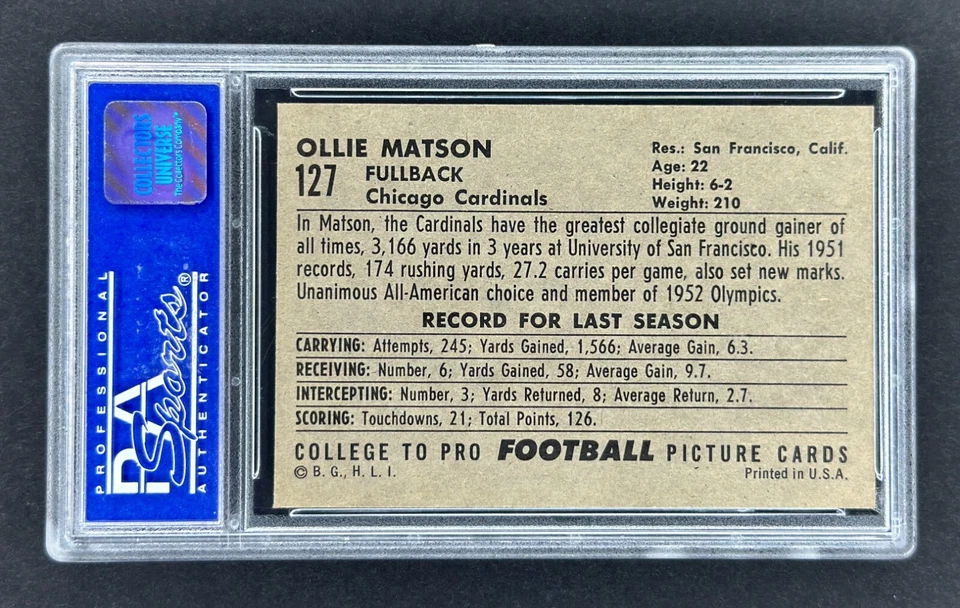 COLLECTORS
UNIVERSE
The Collectors Company™
PROFESSIONAL
PSA
Sports®
AUTHENTICATOR
OLLIE MATSON
127 FULLBACK
Chicago Cardinals
Res.: San Francisco, Calif.
Age: 22
Height: 6-2
Weight: 210
In Matson, the Cardinals have the greatest collegiate ground gainer of
all times, 3,166 yards in 3 years at University of San Francisco. His 1951
records, 174 rushing yards, 27.2 carries per game, also set new marks.
Unanimous All-American choice and member of 1952 Olympics.
RECORD FOR LAST SEASON
CARRYING: Attempts, 245; Yards Gained, 1,566; Average Gain, 6.3.
RECEIVING: Number, 6; Yards Gained, 58; Average Gain, 9.7.
INTERCEPTING: Number, 3; Yards Returned, 8; Average Return, 2.7.
SCORING: Touchdowns, 21; Total Points, 126.
COLLEGE TO PRO FOOTBALL PICTURE CARDS
© B. G., H. L. I. Printed in U.S.A.